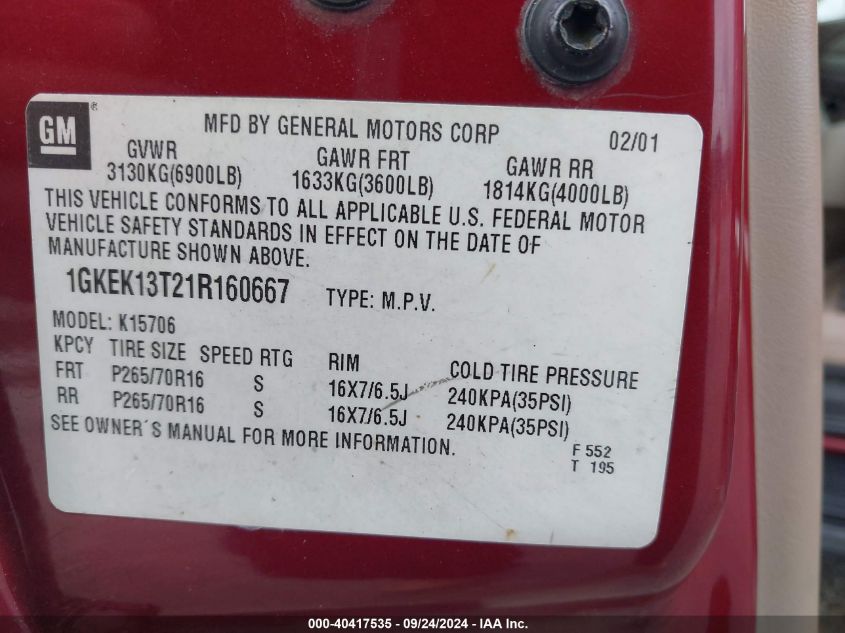 GM ®
MFD BY GENERAL MOTORS CORP 02/01
GVWR GAWR FRT GAWR RR
3130KG(6900LB) 1633KG(3600LB) 1814KG(4000LB)
THIS VEHICLE CONFORMS TO ALL APPLICABLE U.S. FEDERAL MOTOR
VEHICLE SAFETY STANDARDS IN EFFECT ON THE DATE OF
MANUFACTURE SHOWN ABOVE.
1GKEK13T21R160667 TYPE: M.P.V.
MODEL: K15706
KPCY TIRE SIZE SPEED RTG RIM COLD TIRE PRESSURE
FRT P265/70R16 S 16X7/6.5J 240KPA(35PSI)
RR P265/70R16 S 16X7/6.5J 240KPA(35PSI)
SEE OWNER´S MANUAL FOR MORE INFORMATION.
F 552
T 195
000-40417535 - 09/24/2024 - IAA Inc.